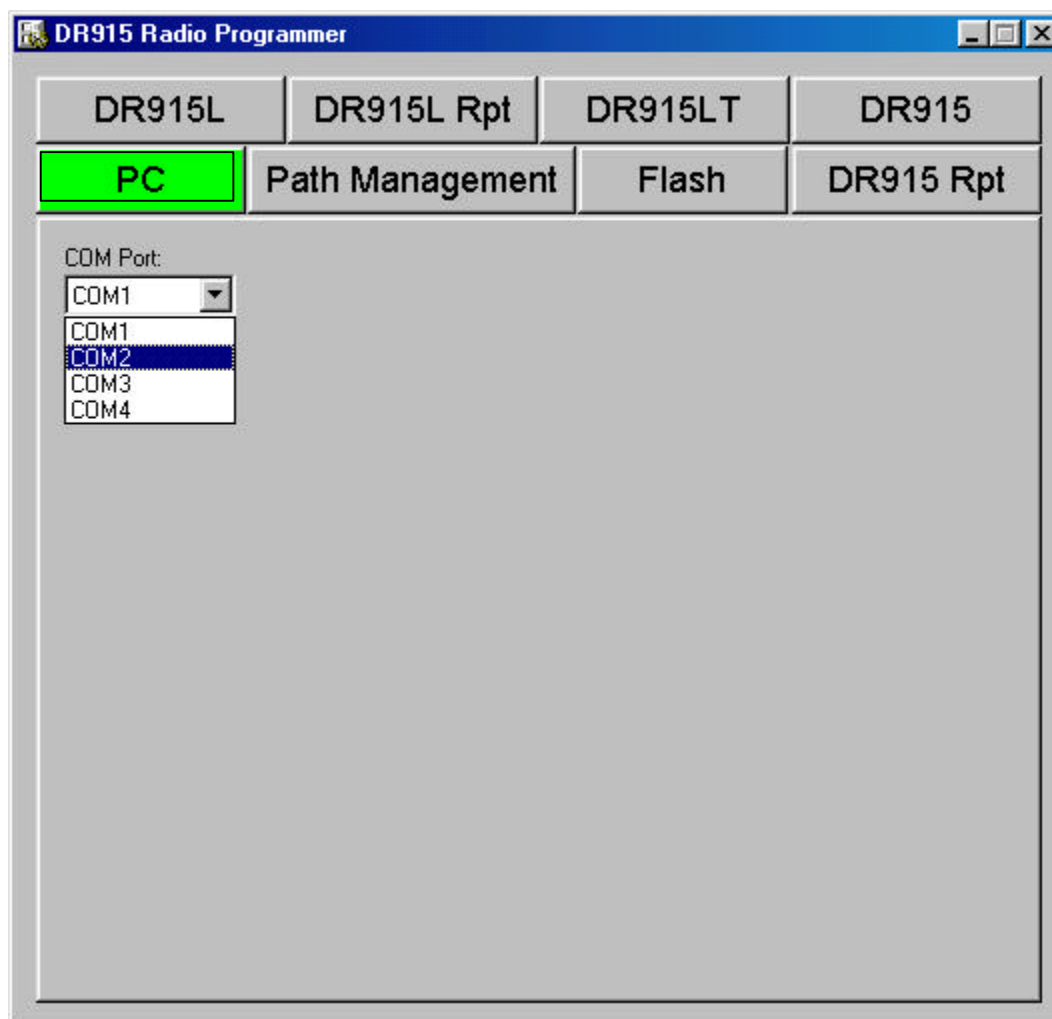 DR915 Radio Programmer
DR915L DR915L Rpt DR915LT DR915
PC Path Management Flash DR915 Rpt
COM Port:
COM1
COM1
COM2
COM3
COM4